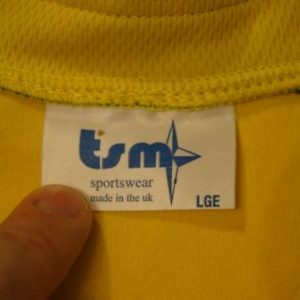 tsm
sportswear
made in the uk
LGE